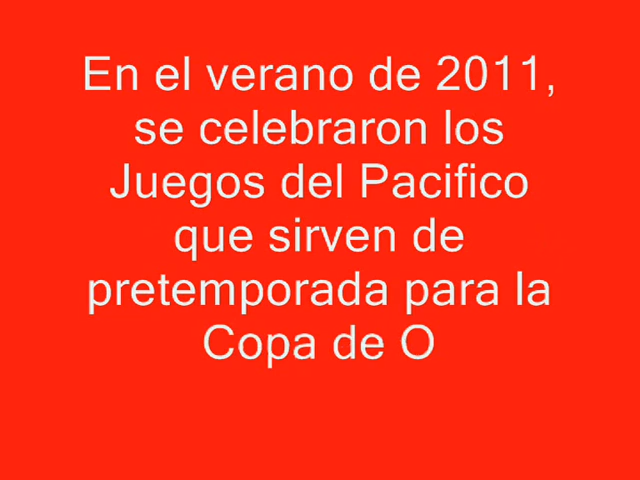 En el verano de 2011,
se celebraron los
Juegos del Pacifico
que sirven de
pretemporada para la
Copa de O